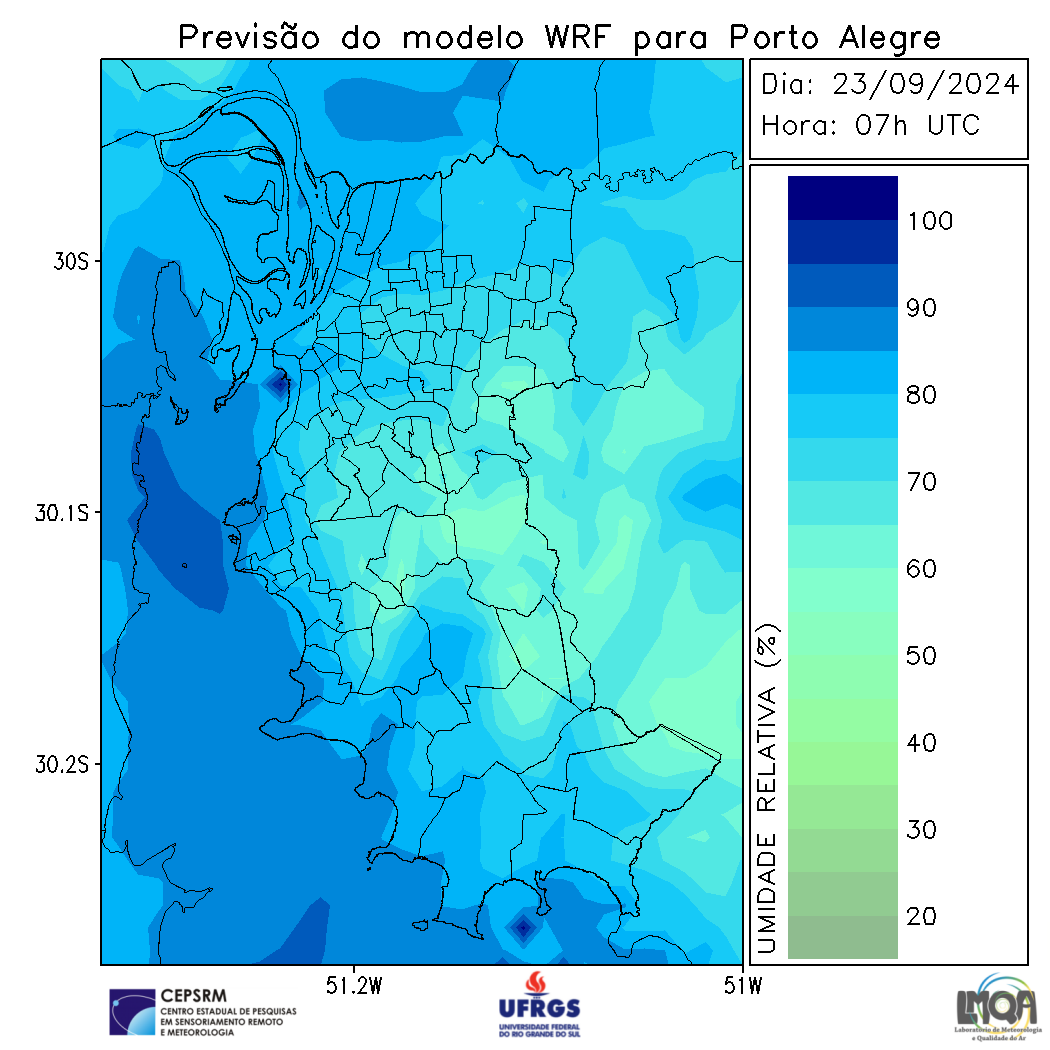 Previsão do modelo WRF para Porto Alegre
Dia: 23/09/2024
Hora: 07h UTC
100
90
80
70
60
50
40
30
20
UMIDADE RELATIVA (%)
30S
30.1S
30.2S
51.2W
51W
CEPSRM
CENTRO ESTADUAL DE PESQUISAS
EM SENSORIAMENTO REMOTO
E METEOROLOGIA
UFRGS
UNIVERSIDADE FEDERAL
DO RIO GRANDE DO SUL
LMQA
Laboratório de Meteorologia
e Qualidade do Ar